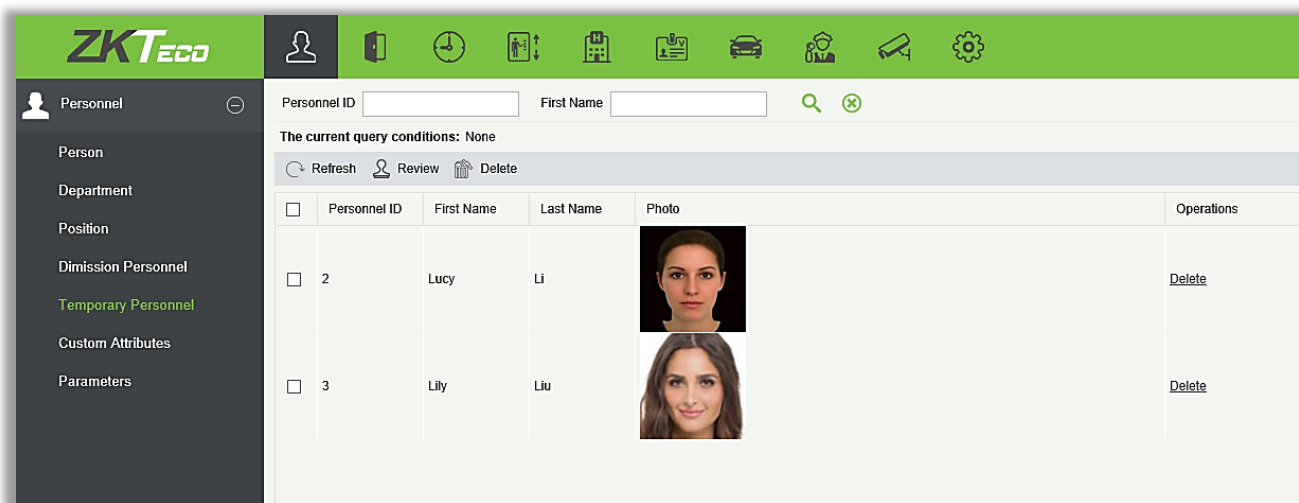 ZKTECO
Personnel
Person
Department
Position
Dimission Personnel
Temporary Personnel
Custom Attributes
Parameters
Personnel ID First Name
The current query conditions: None
Refresh Review Delete
Personnel ID First Name Last Name Photo Operations
2 Lucy Li Delete
3 Lily Liu Delete